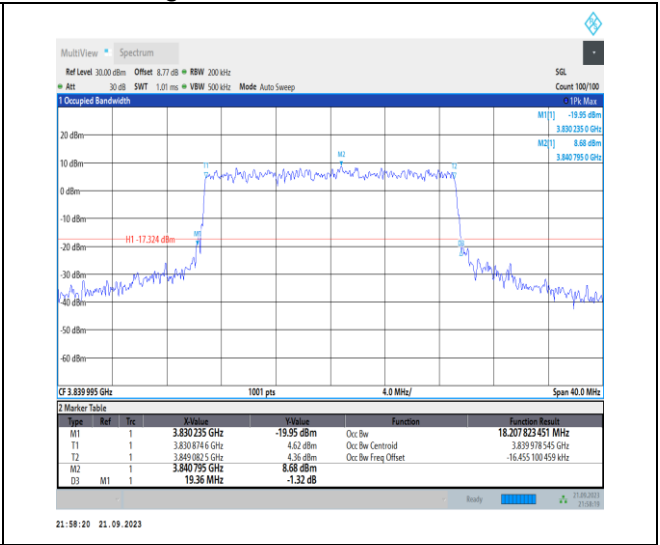 MultiView Spectrum
Ref Level 30.00 dBm Offset 8.77 dB RBW 200 kHz SGL
Att 30 dB SWT 1.01 ms VBW 500 kHz Mode Auto Sweep Count 100/100
1 Occupied Bandwidth 1Pk Max
M1[1] -19.95 dBm
3.830 235 0 GHz
20 dBm M2[1] 8.68 dBm
3.840 795 0 GHz
M2
10 dBm T1 T2
0 dBm
-10 dBm
H1 -17.324 dBm M1
-20 dBm
-30 dBm
-40 dBm
-50 dBm
-60 dBm
CF 3.839 995 GHz 1001 pts 4.0 MHz/ Span 40.0 MHz
2 Marker Table
Type Ref Trc X-Value Y-Value Function Function Result
M1 1 3.830 235 GHz -19.95 dBm Occ Bw 18.207 823 451 MHz
T1 1 3.830 874 6 GHz 4.62 dBm Occ Bw Centroid 3.839 978 545 GHz
T2 1 3.849 082 5 GHz 4.36 dBm Occ Bw Freq Offset -16.455 100 459 kHz
M2 1 3.840 795 GHz 8.68 dBm
D3 M1 1 19.36 MHz -1.32 dB
Ready 21.09.2023
21:58:19
21:58:20 21.09.2023